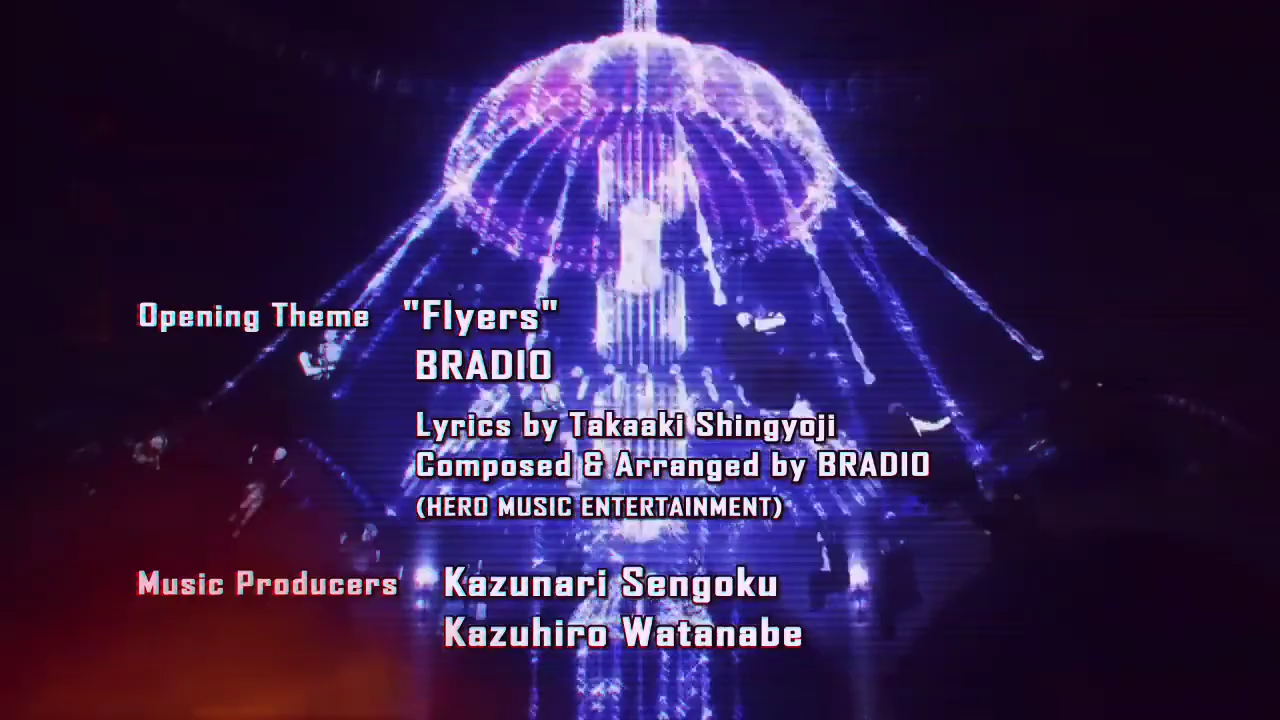 Opening Theme "Flyers"
BRADIO
Lyrics by Takaaki Shingyoji
Composed & Arranged by BRADIO
(HERO MUSIC ENTERTAINMENT)
Music Producers Kazunari Sengoku
Kazuhiro Watanabe